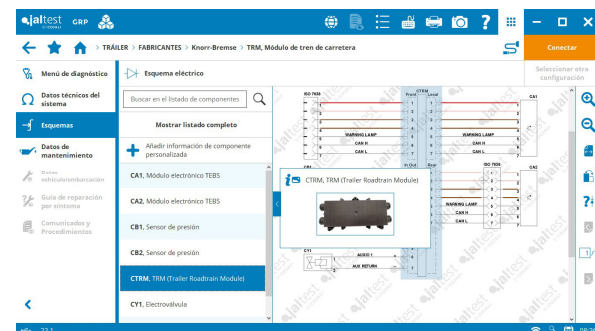 jaltest
GRP
?
TRÁILER > FABRICANTES > Knorr-Bremse > TRM, Módulo de tren de carretera
Conectar
Menú de diagnóstico
Datos técnicos del
sistema
Esquemas
Datos de
mantenimiento
Datos
vehículo/embarcación
Guía de reparación
por síntoma
Comunicados y
Procedimientos
Esquema eléctrico
Seleccionar otra
configuración
Buscar en el listado de componentes
Mostrar listado completo
Añadir información de componente
personalizada
CA1, Módulo electrónico TEBS
CA2, Módulo electrónico TEBS
CB1, Sensor de presión
CB2, Sensor de presión
CTRM, TRM (Trailer Roadtrain Module)
CY1, Electroválvula
ISO 7638
CTRM
Front
Local
CA1
WARNING LAMP
WARNING LAMP
CAN H
CAN H
CAN L
CAN L
In Out
Rear
ISO 7638
CA2
CTRM, TRM (Trailer Roadtrain Module)
WARNING LAMP
CAN H
CAN L
CY1
AUXIO 1
AUX RETURN
jaltest
22.1